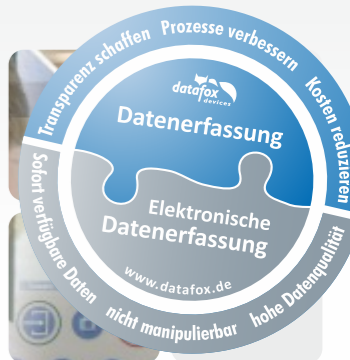 Transparenz schaffen
Prozesse verbessern
Kosten reduzieren
datafox
devices
Datenerfassung
Elektronische
Datenerfassung
www.datafox.de
Sofort verfügbare Daten
nicht manipulierbar
hohe Datenqualität